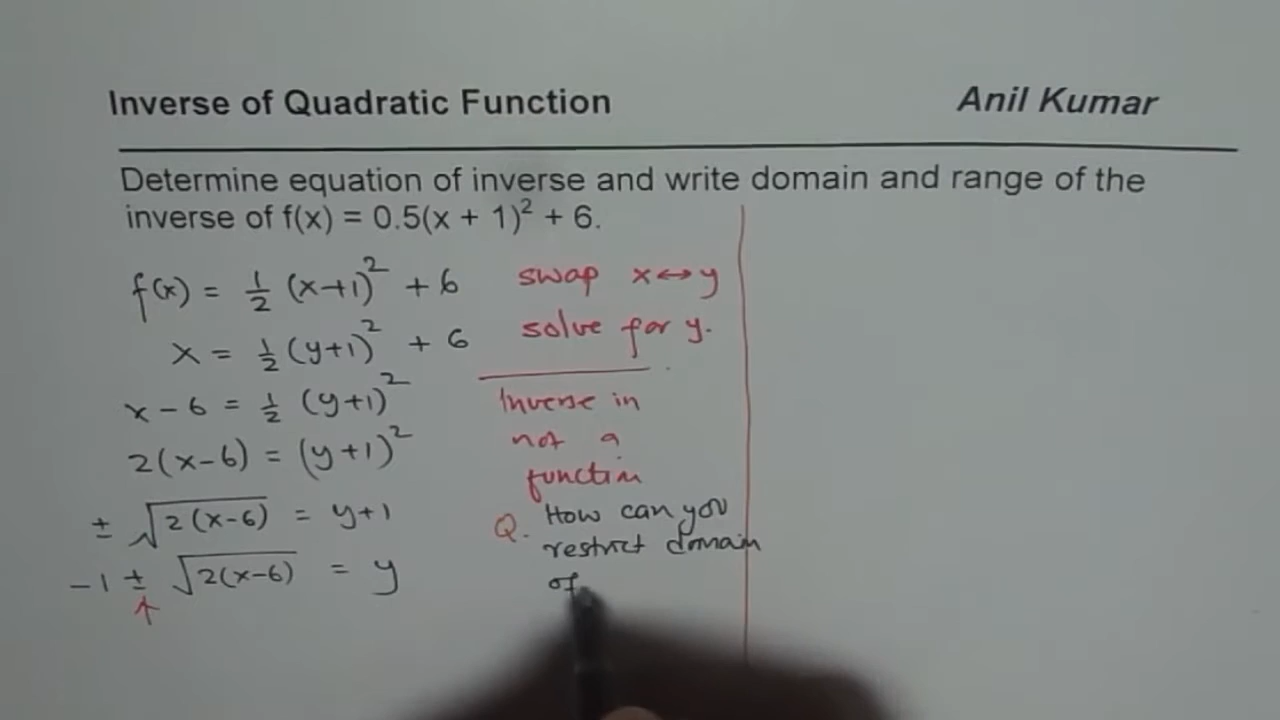 Inverse of Quadratic Function
Anil Kumar
Determine equation of inverse and write domain and range of the
inverse of f(x) = 0.5(x + 1)² + 6.
f(x) = 1/2 (x+1)² + 6
x = 1/2 (y+1)² + 6
x - 6 = 1/2 (y+1)²
2(x-6) = (y+1)²
± √2(x-6) = y+1
-1 ± √2(x-6) = y
↑
swap x↔y
solve for y.
Inverse in
not a
function
Q. How can you
restrict domain
of